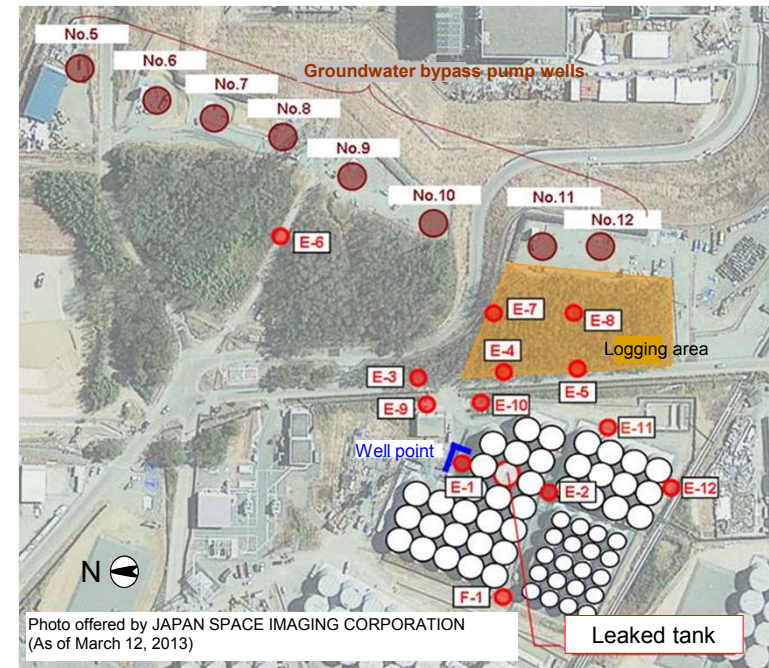 No.5
No.6
Groundwater bypass pump wells
No.7
No.8
No.9
No.10
No.11
No.12
E-6
E-7
E-8
E-4
Logging area
E-3
E-5
E-9
E-10
E-11
Well point
E-1
E-2
E-12
N
F-1
Photo offered by JAPAN SPACE IMAGING CORPORATION
(As of March 12, 2013)
Leaked tank